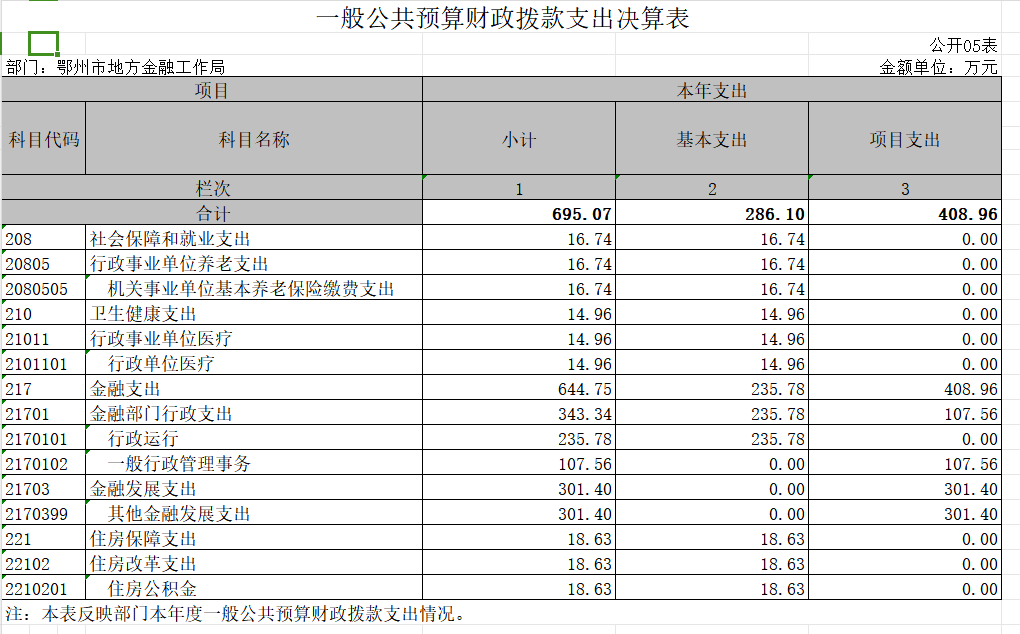 一般公共预算财政拨款支出决算表
公开05表
部门：鄂州市地方金融工作局 金额单位：万元
项目 本年支出
科目代码 科目名称 小计 基本支出 项目支出
栏次 1 2 3
合计 695.07 286.10 408.96
208 社会保障和就业支出 16.74 16.74 0.00
20805 行政事业单位养老支出 16.74 16.74 0.00
2080505 机关事业单位基本养老保险缴费支出 16.74 16.74 0.00
210 卫生健康支出 14.96 14.96 0.00
21011 行政事业单位医疗 14.96 14.96 0.00
2101101 行政单位医疗 14.96 14.96 0.00
217 金融支出 644.75 235.78 408.96
21701 金融部门行政支出 343.34 235.78 107.56
2170101 行政运行 235.78 235.78 0.00
2170102 一般行政管理事务 107.56 0.00 107.56
21703 金融发展支出 301.40 0.00 301.40
2170399 其他金融发展支出 301.40 0.00 301.40
221 住房保障支出 18.63 18.63 0.00
22102 住房改革支出 18.63 18.63 0.00
2210201 住房公积金 18.63 18.63 0.00
注：本表反映部门本年度一般公共预算财政拨款支出情况。